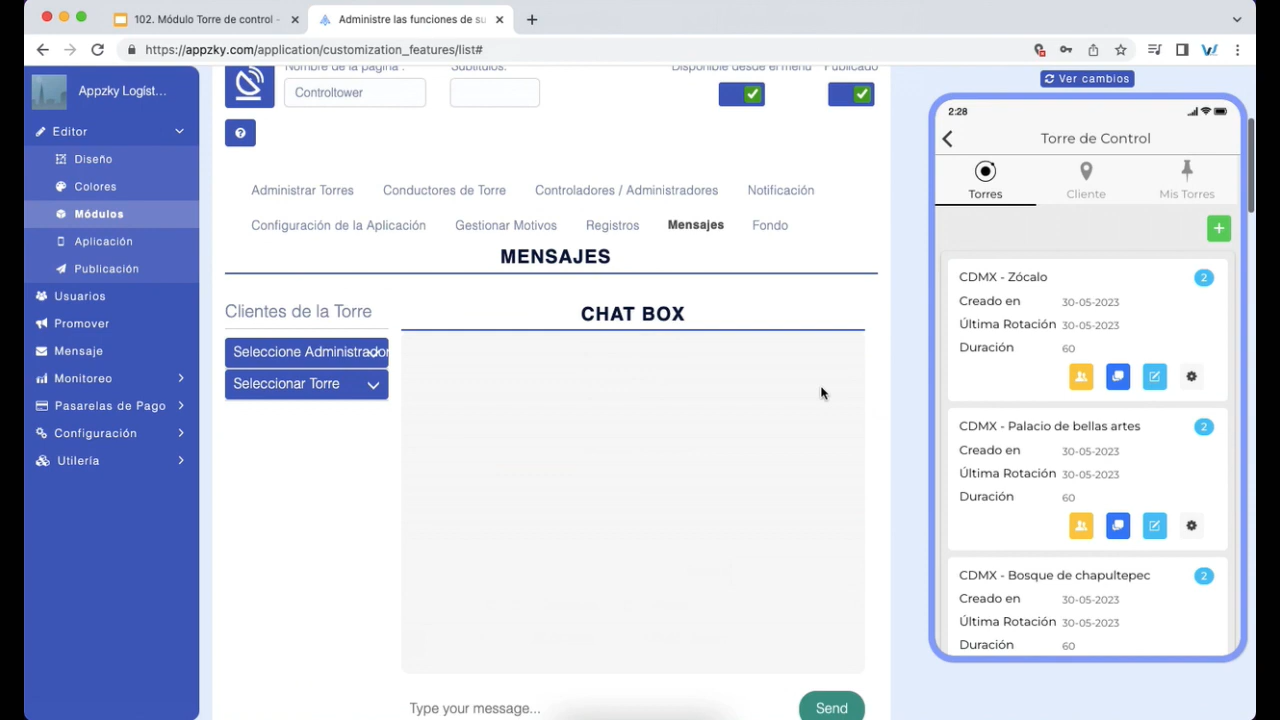 102. Módulo Torre de control -
Administre las funciones de su
https://appzky.com/application/customization_features/list#
Appzky Logíst...
Editor
Diseño
Colores
Módulos
Aplicación
Publicación
Usuarios
Promover
Mensaje
Monitoreo
Pasarelas de Pago
Configuración
Utilería
Nombre de la página :
Subtítulos:
Disponible desde el menú
Publicado
Controltower
Administrar Torres
Conductores de Torre
Controladores / Administradores
Notificación
Configuración de la Aplicación
Gestionar Motivos
Registros
Mensajes
Fondo
MENSAJES
Clientes de la Torre
Seleccione Administrador
Seleccionar Torre
CHAT BOX
Type your message...
Send
Ver cambios
2:28
Torre de Control
Torres
Cliente
Mis Torres
+
CDMX - Zócalo 2
Creado en 30-05-2023
Última Rotación 30-05-2023
Duración 60
CDMX - Palacio de bellas artes 2
Creado en 30-05-2023
Última Rotación 30-05-2023
Duración 60
CDMX - Bosque de chapultepec 2
Creado en 30-05-2023
Última Rotación 30-05-2023
Duración 60